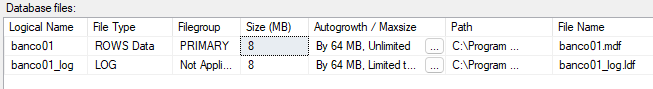 Database files:
Logical Name File Type Filegroup Size (MB) Autogrowth / Maxsize Path File Name
banco01 ROWS Data PRIMARY 8 By 64 MB, Unlimited ... C:\Program ... banco01.mdf
banco01_log LOG Not Appli... 8 By 64 MB, Limited t... ... C:\Program ... banco01_log.ldf